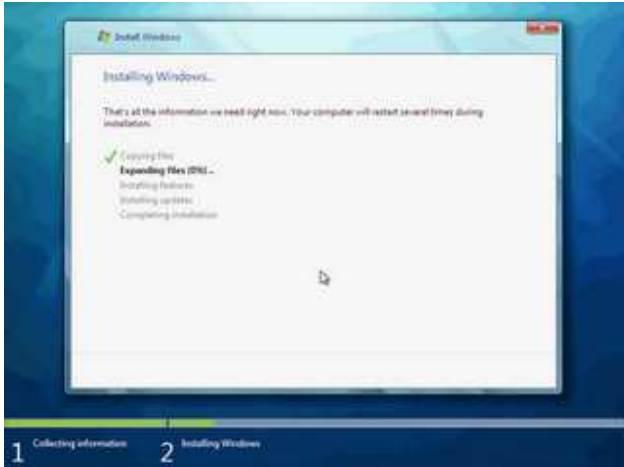 Install Windows
Installing Windows...
That's all the information we need right now. Your computer will restart several times during
installation.
Copying files
Expanding files (0%) ...
Installing features
Installing updates
Completing installation
1 Collecting information
2 Installing Windows